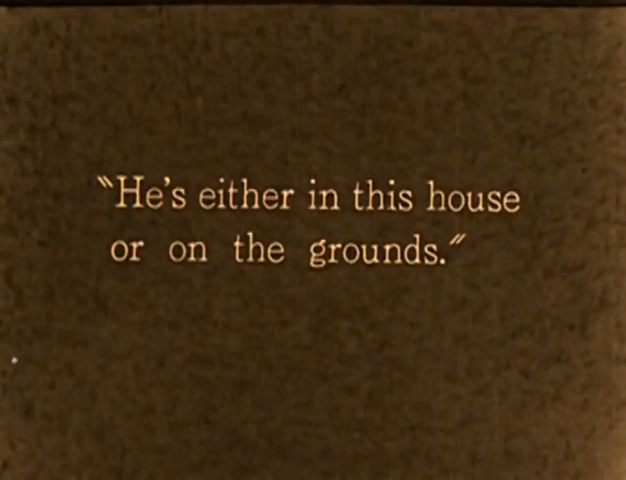 "He's either in this house
or on the grounds."